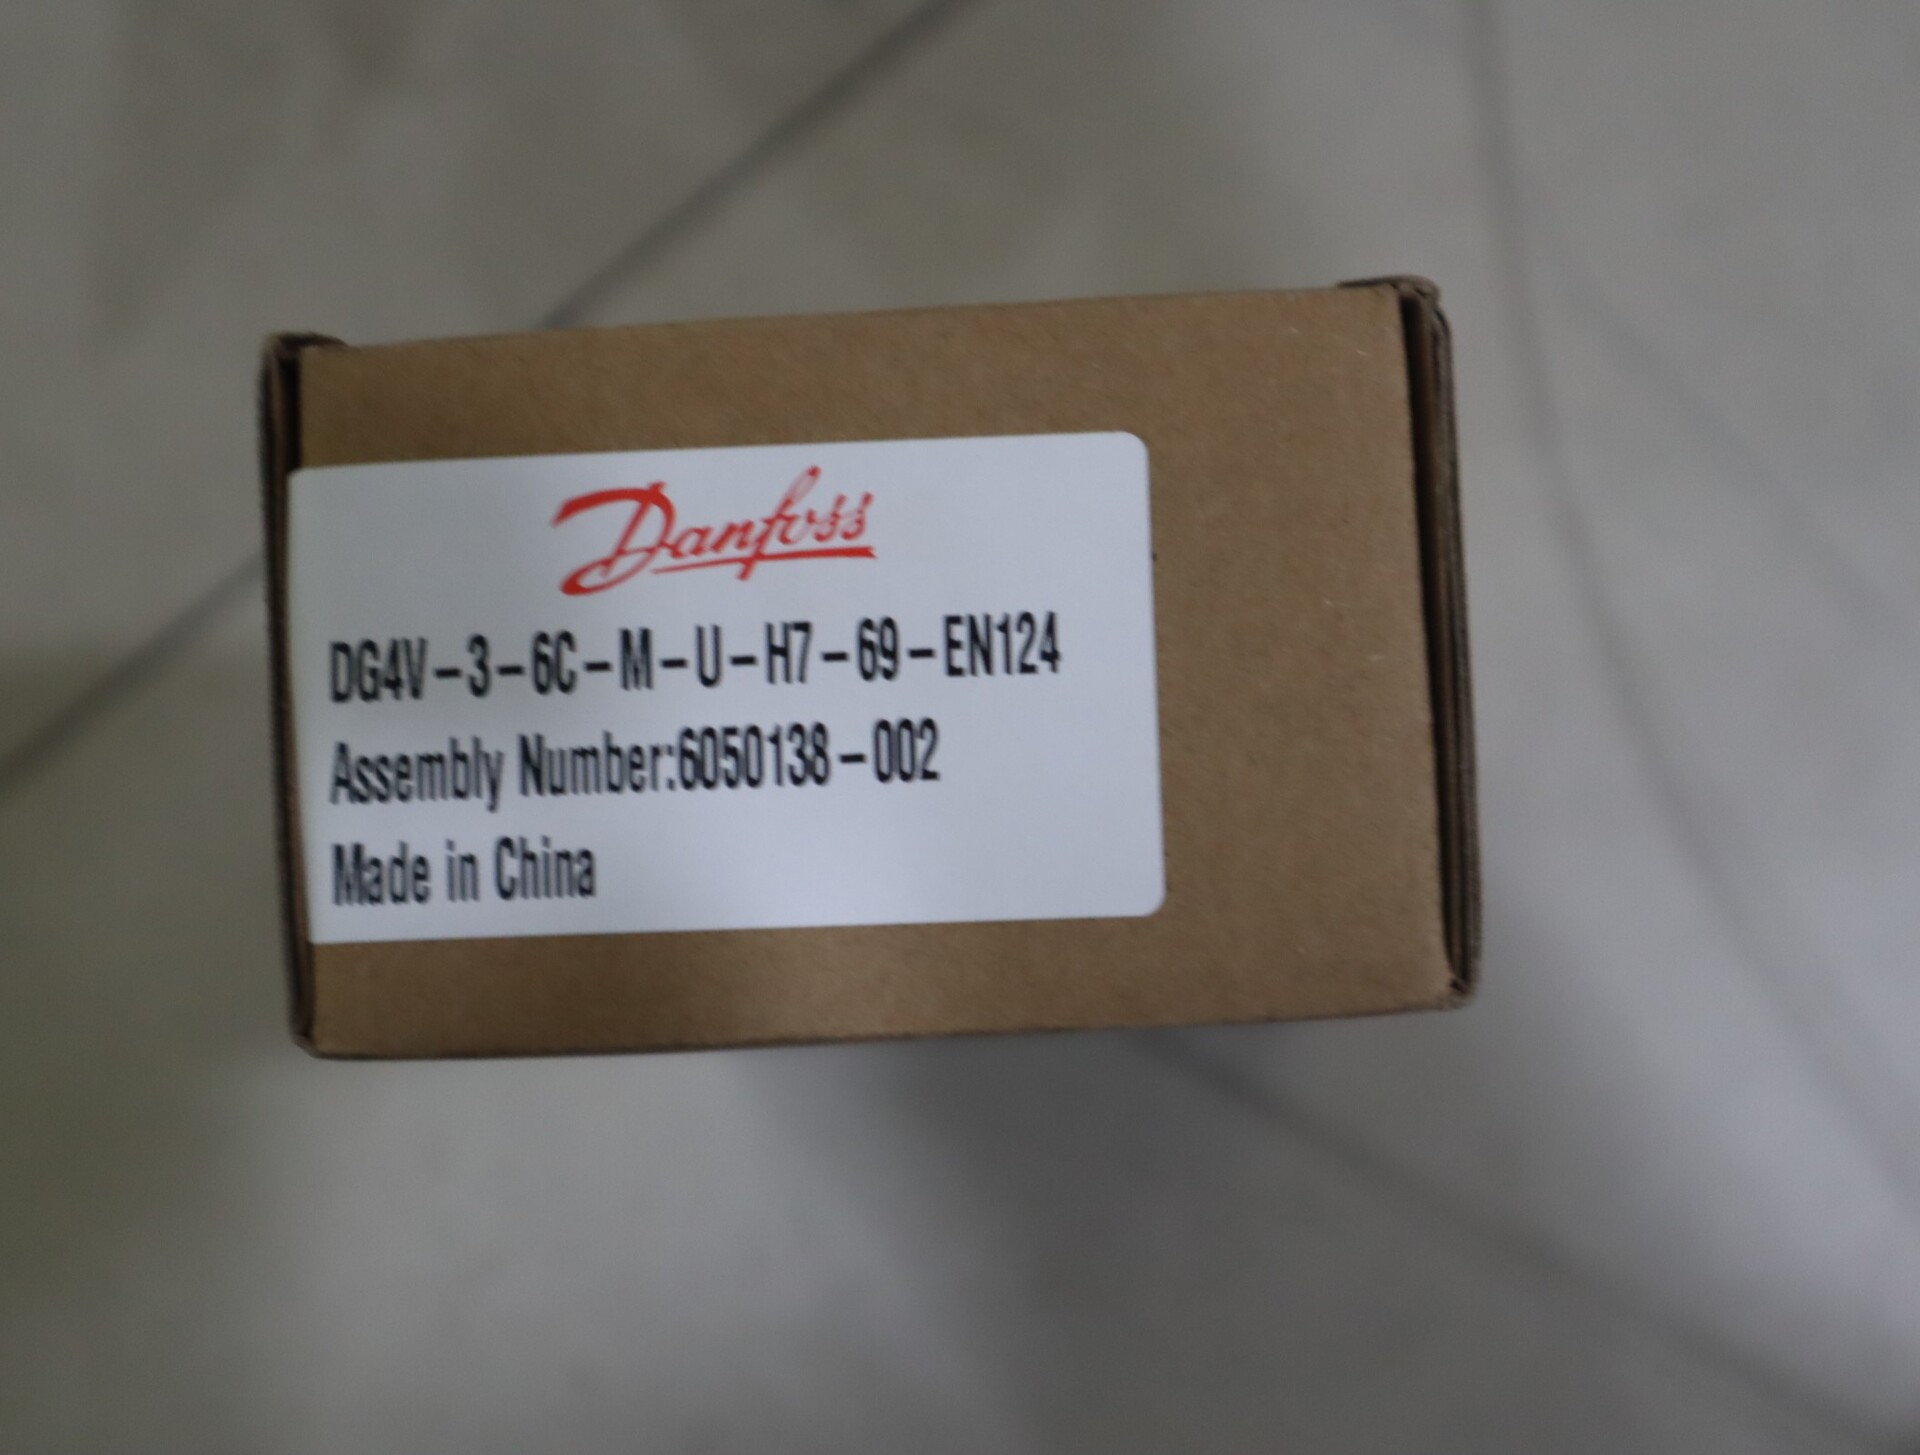 Danfoss
DG4V-3-6C-M-U-H7-69-EN124
Assembly Number:6050138-002
Made in China